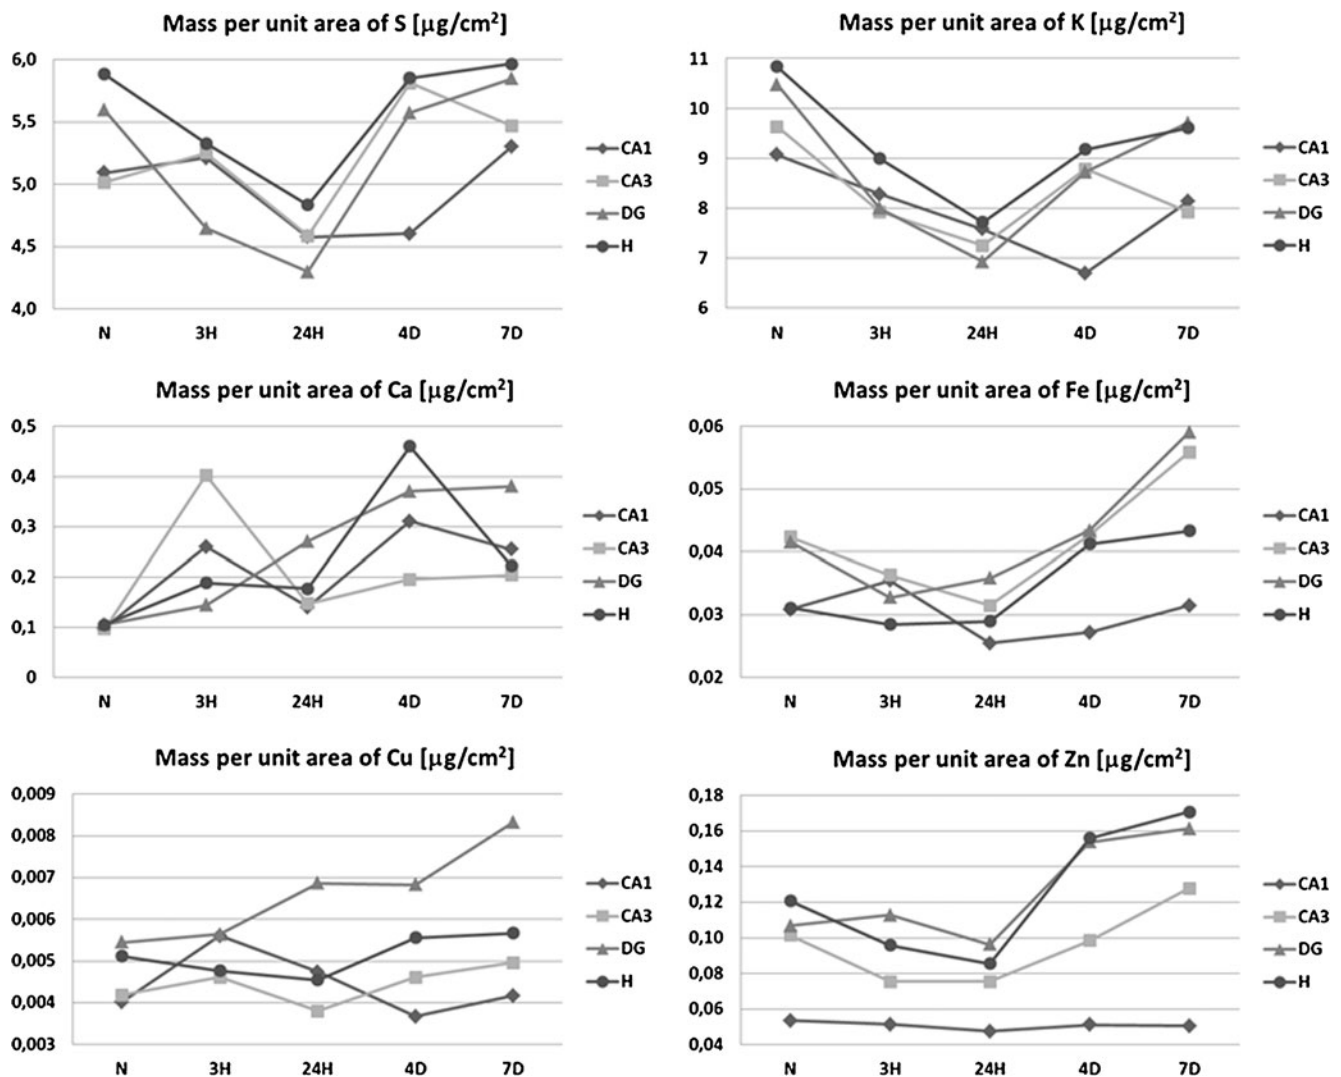 Mass per unit area of S [μg/cm²]
6,0
5,5
5,0
4,5
4,0
N 3H 24H 4D 7D
CA1
CA3
DG
H
Mass per unit area of K [μg/cm²]
11
10
9
8
7
6
N 3H 24H 4D 7D
CA1
CA3
DG
H
Mass per unit area of Ca [μg/cm²]
0,5
0,4
0,3
0,2
0,1
0
N 3H 24H 4D 7D
CA1
CA3
DG
H
Mass per unit area of Fe [μg/cm²]
0,06
0,05
0,04
0,03
0,02
N 3H 24H 4D 7D
CA1
CA3
DG
H
Mass per unit area of Cu [μg/cm²]
0,009
0,008
0,007
0,006
0,005
0,004
0,003
N 3H 24H 4D 7D
CA1
CA3
DG
H
Mass per unit area of Zn [μg/cm²]
0,18
0,16
0,14
0,12
0,10
0,08
0,06
0,04
N 3H 24H 4D 7D
CA1
CA3
DG
H